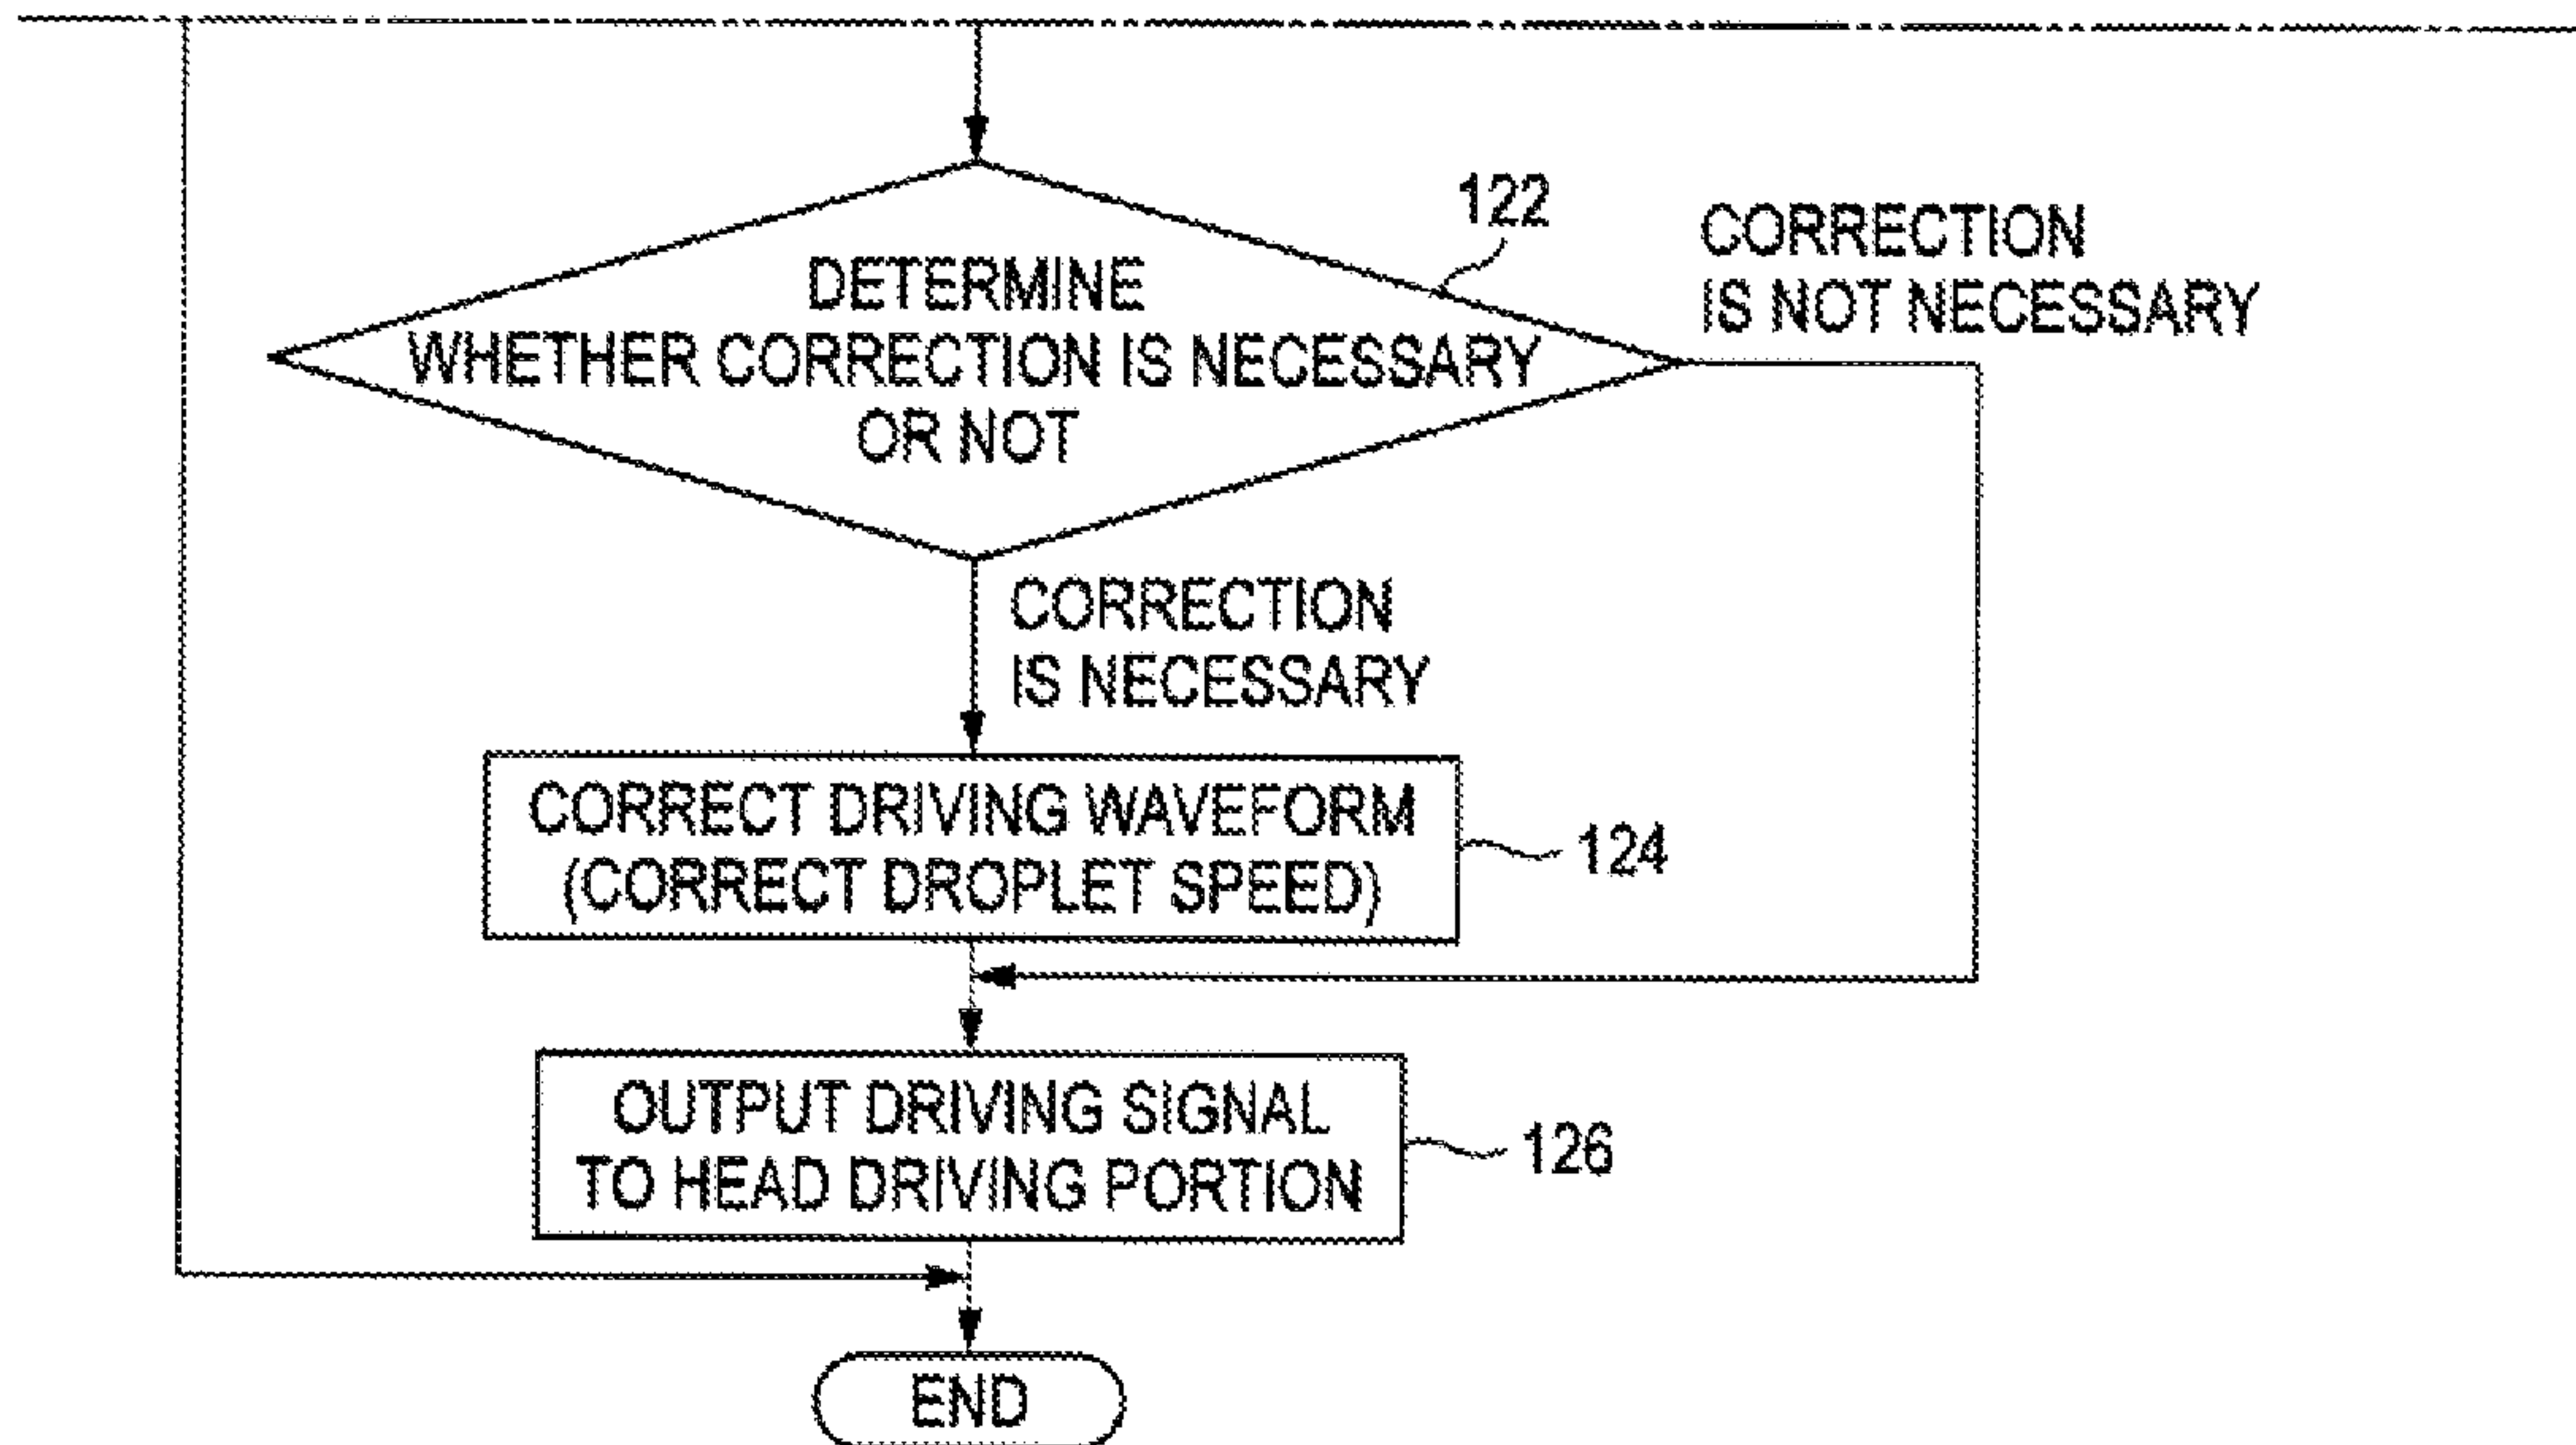 122
CORRECTION
IS NOT NECESSARY
DETERMINE
WHETHER CORRECTION IS NECESSARY
OR NOT
CORRECTION
IS NECESSARY
CORRECT DRIVING WAVEFORM
(CORRECT DROPLET SPEED)
124
OUTPUT DRIVING SIGNAL
TO HEAD DRIVING PORTION
126
END